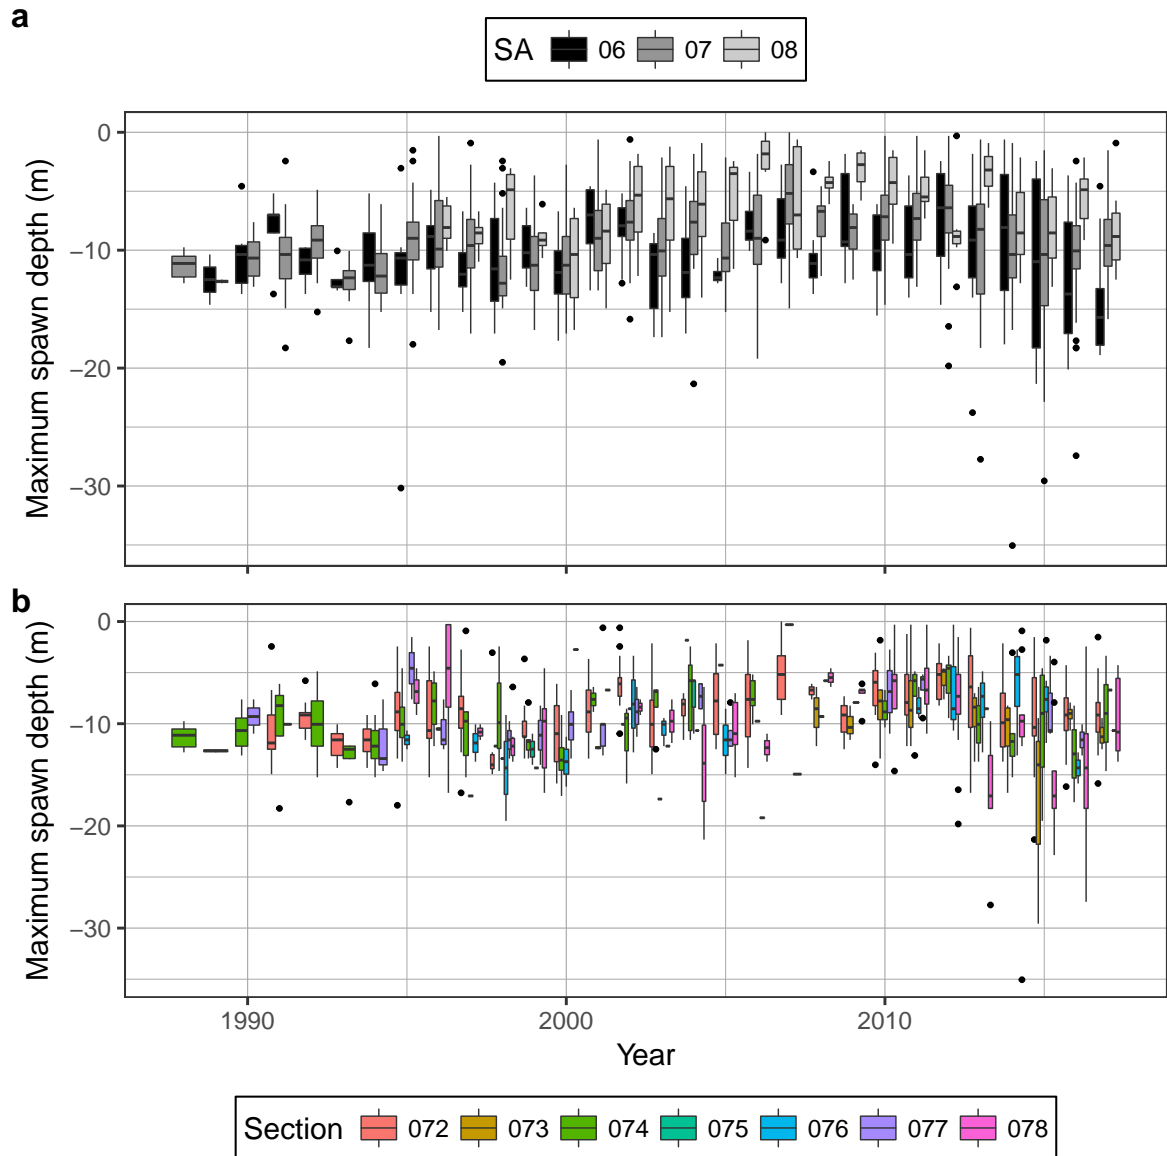 a
SA 06 07 08
Maximum spawn depth (m)
0
−10
−20
−30
b
Maximum spawn depth (m)
0
−10
−20
−30
1990 2000 2010
Year
Section 072 073 074 075 076 077 078